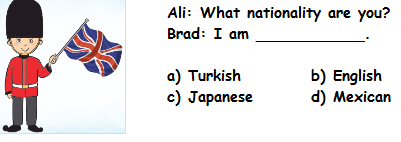 Ali: What nationality are you?
Brad: I am ____________.
a) Turkish b) English
c) Japanese d) Mexican